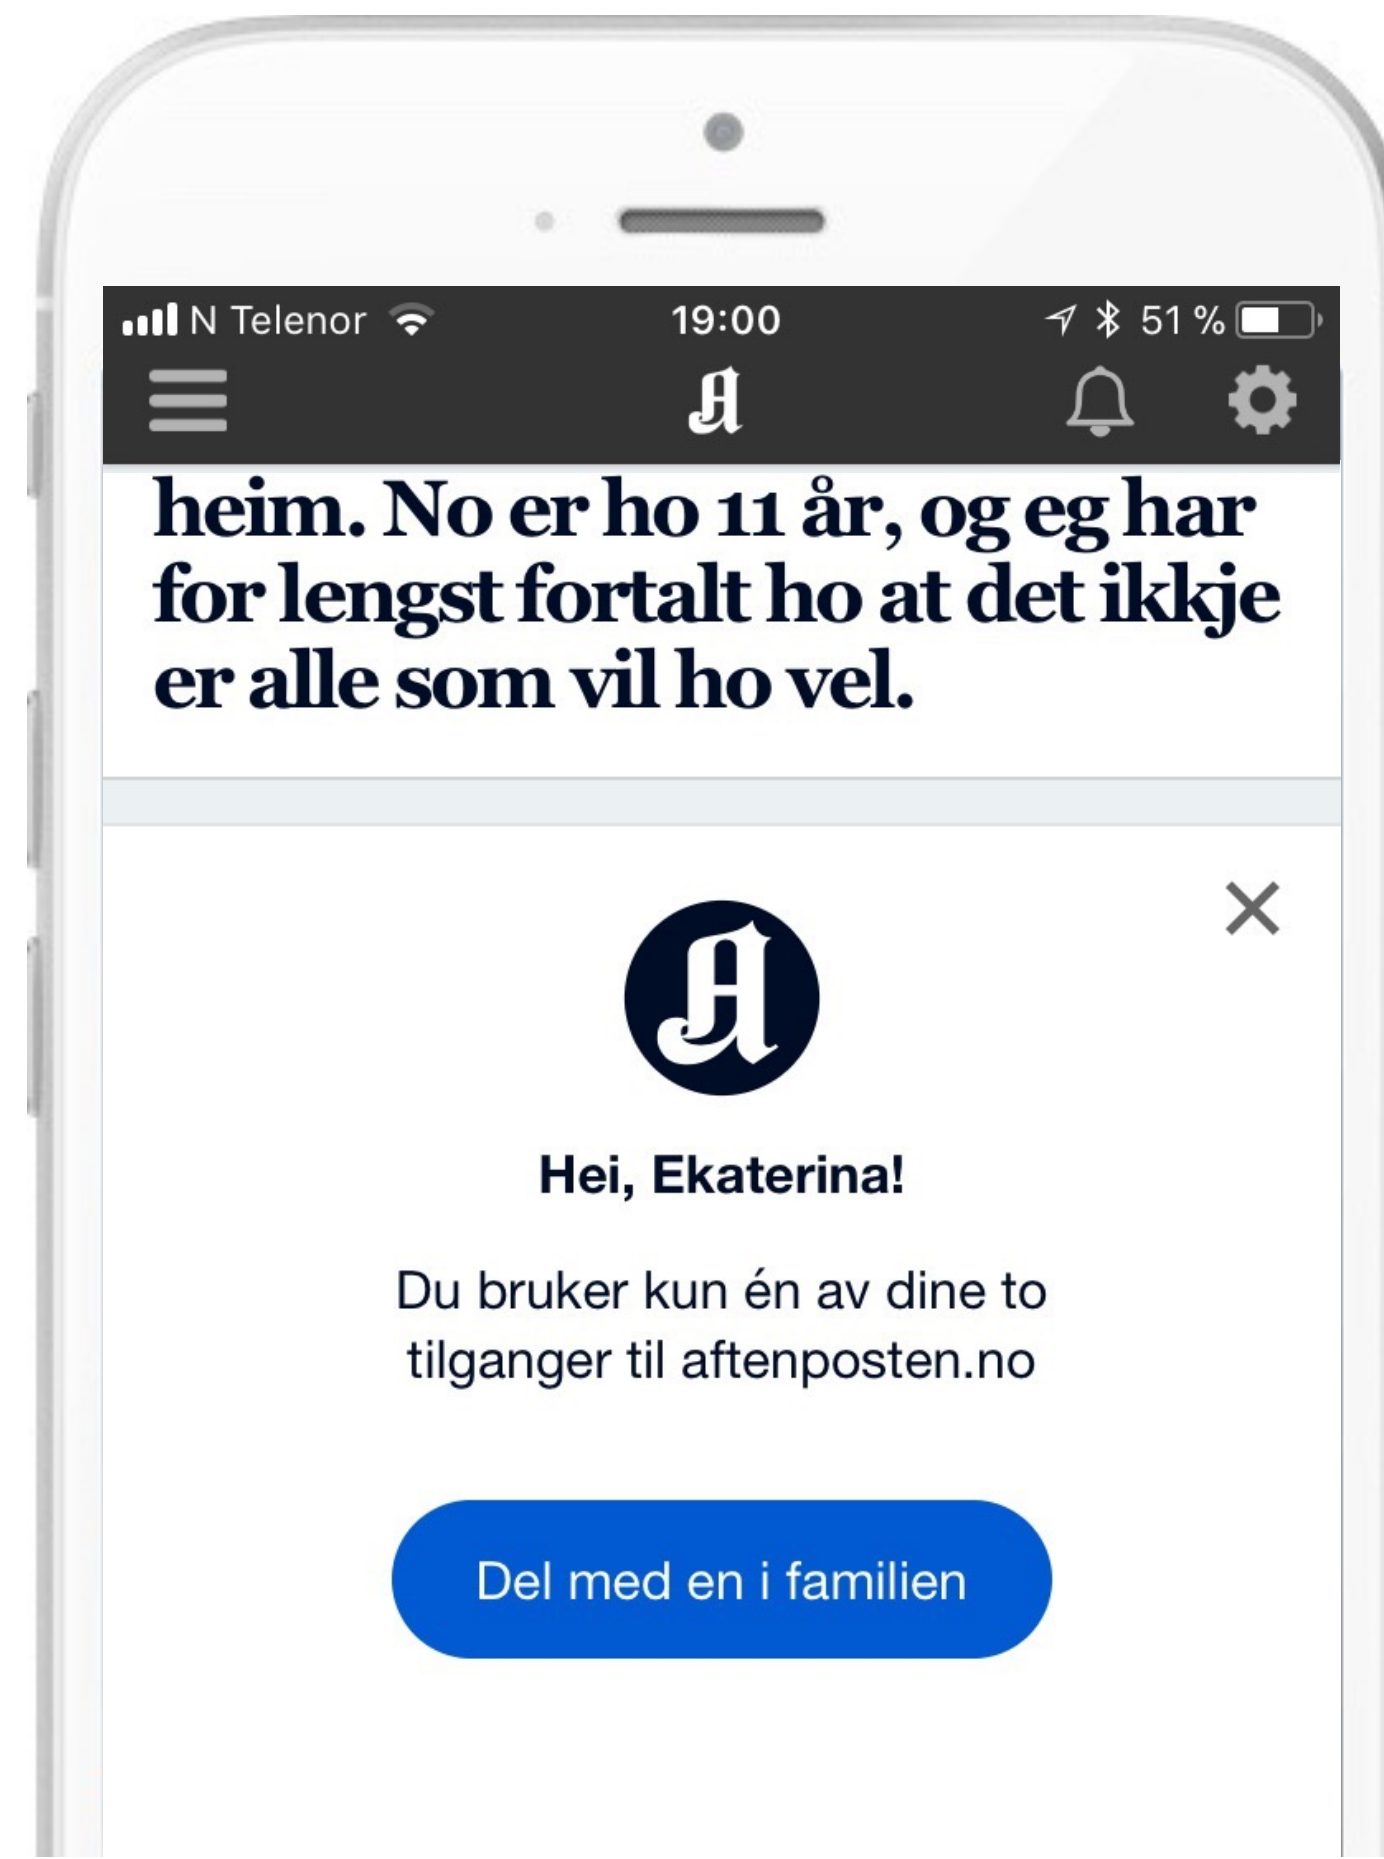 N Telenor 19:00 51 %
A
heim. No er ho 11 år, og eg har
for lengst fortalt ho at det ikkje
er alle som vil ho vel.
A
Hei, Ekaterina!
Du bruker kun én av dine to
tilganger til aftenposten.no
Del med en i familien